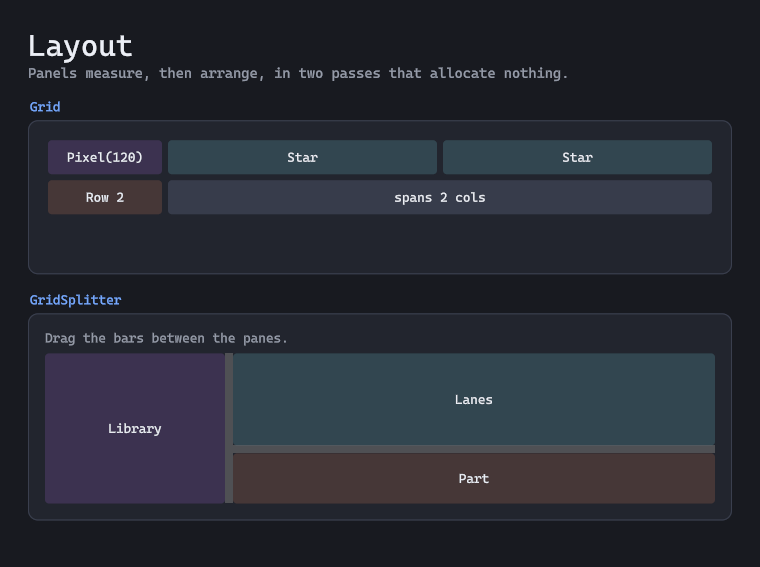 Layout
Panels measure, then arrange, in two passes that allocate nothing.
Grid
Pixel(120) Star Star
Row 2 spans 2 cols
GridSplitter
Drag the bars between the panes.
Lanes
Library
Part